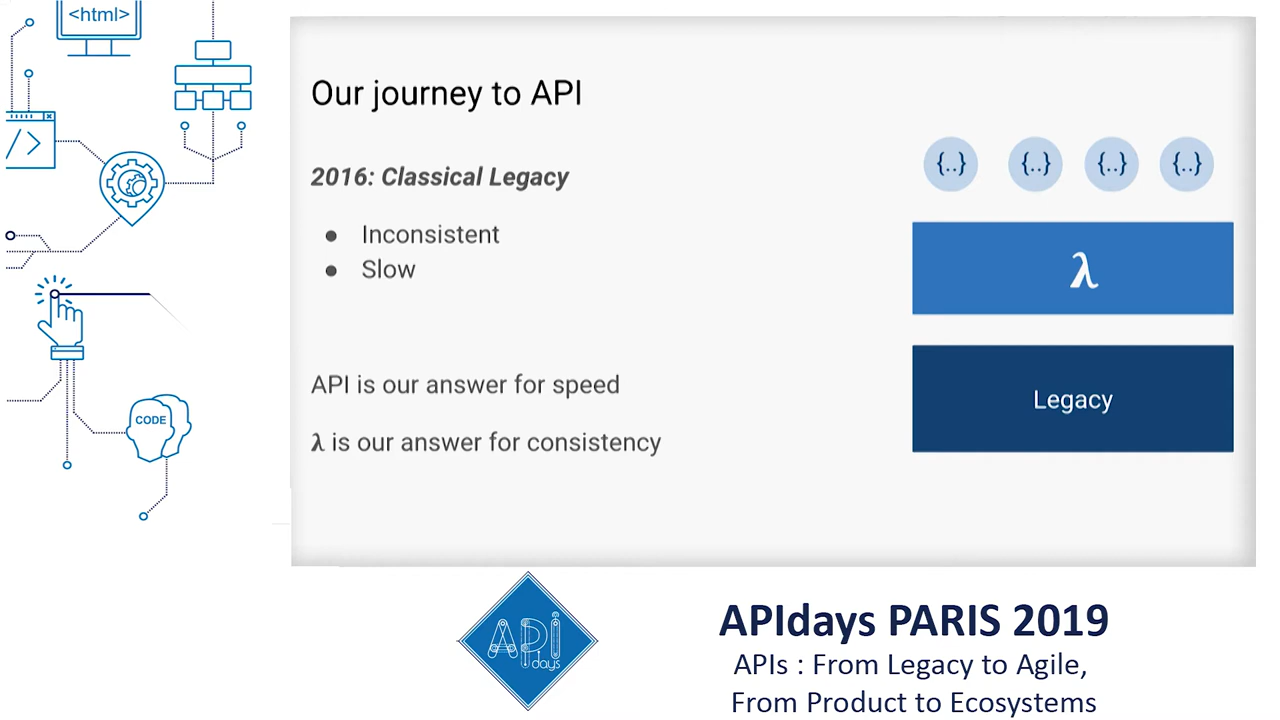 <html>
/>
CODE
Our journey to API
2016: Classical Legacy
● Inconsistent
● Slow
API is our answer for speed
λ is our answer for consistency
{..} {..} {..} {..}
λ
Legacy
API
days
APIdays PARIS 2019
APIs : From Legacy to Agile,
From Product to Ecosystems